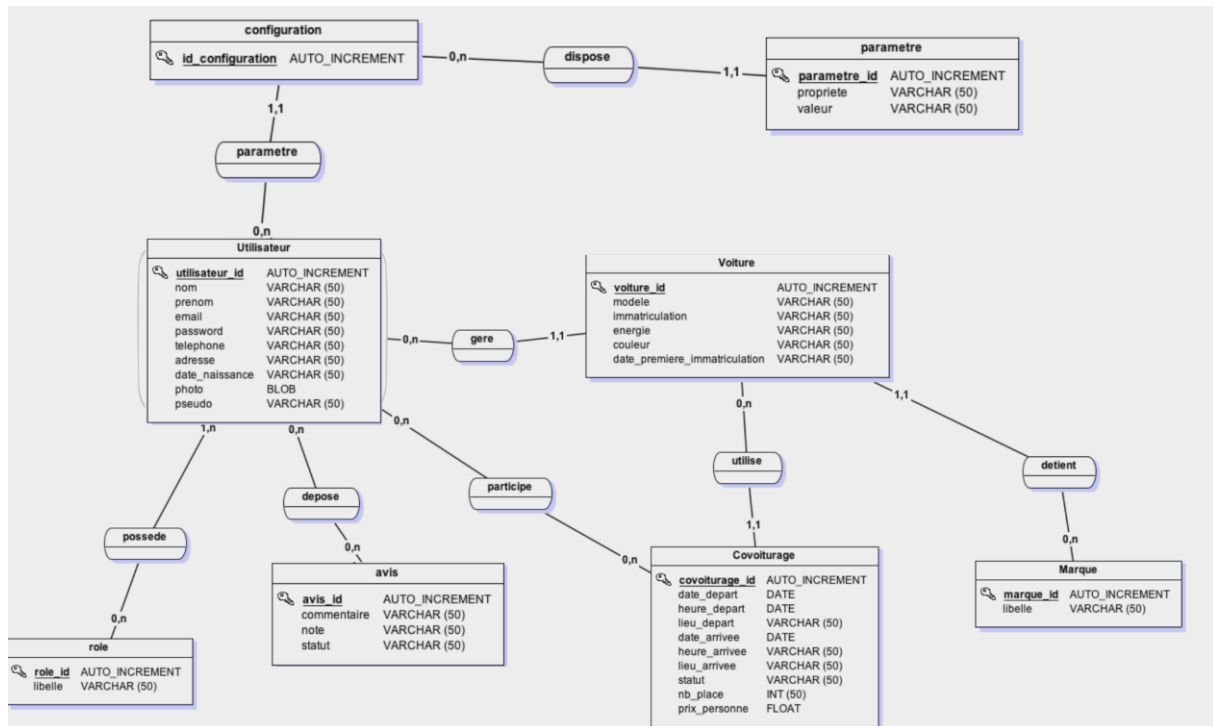 configuration
id_configuration AUTO_INCREMENT
0,n
dispose
1,1
parametre
parametre_id AUTO_INCREMENT
propriete VARCHAR (50)
valeur VARCHAR (50)
1,1
parametre
0,n
Utilisateur
utilisateur_id AUTO_INCREMENT
nom VARCHAR (50)
prenom VARCHAR (50)
email VARCHAR (50)
password VARCHAR (50)
telephone VARCHAR (50)
adresse VARCHAR (50)
date_naissance VARCHAR (50)
photo BLOB
pseudo VARCHAR (50)
0,n
gere
1,1
Voiture
voiture_id AUTO_INCREMENT
modele VARCHAR (50)
immatriculation VARCHAR (50)
energie VARCHAR (50)
couleur VARCHAR (50)
date_premiere_immatriculation VARCHAR (50)
1,n
possede
0,n
role
role_id AUTO_INCREMENT
libelle VARCHAR (50)
0,n
depose
0,n
avis
avis_id AUTO_INCREMENT
commentaire VARCHAR (50)
note VARCHAR (50)
statut VARCHAR (50)
0,n
participe
0,n
0,n
utilise
1,1
Covoiturage
covoiturage_id AUTO_INCREMENT
date_depart DATE
heure_depart DATE
lieu_depart VARCHAR (50)
date_arrivee DATE
heure_arrivee VARCHAR (50)
lieu_arrivee VARCHAR (50)
statut VARCHAR (50)
nb_place INT (50)
prix_personne FLOAT
1,1
detient
0,n
Marque
marque_id AUTO_INCREMENT
libelle VARCHAR (50)